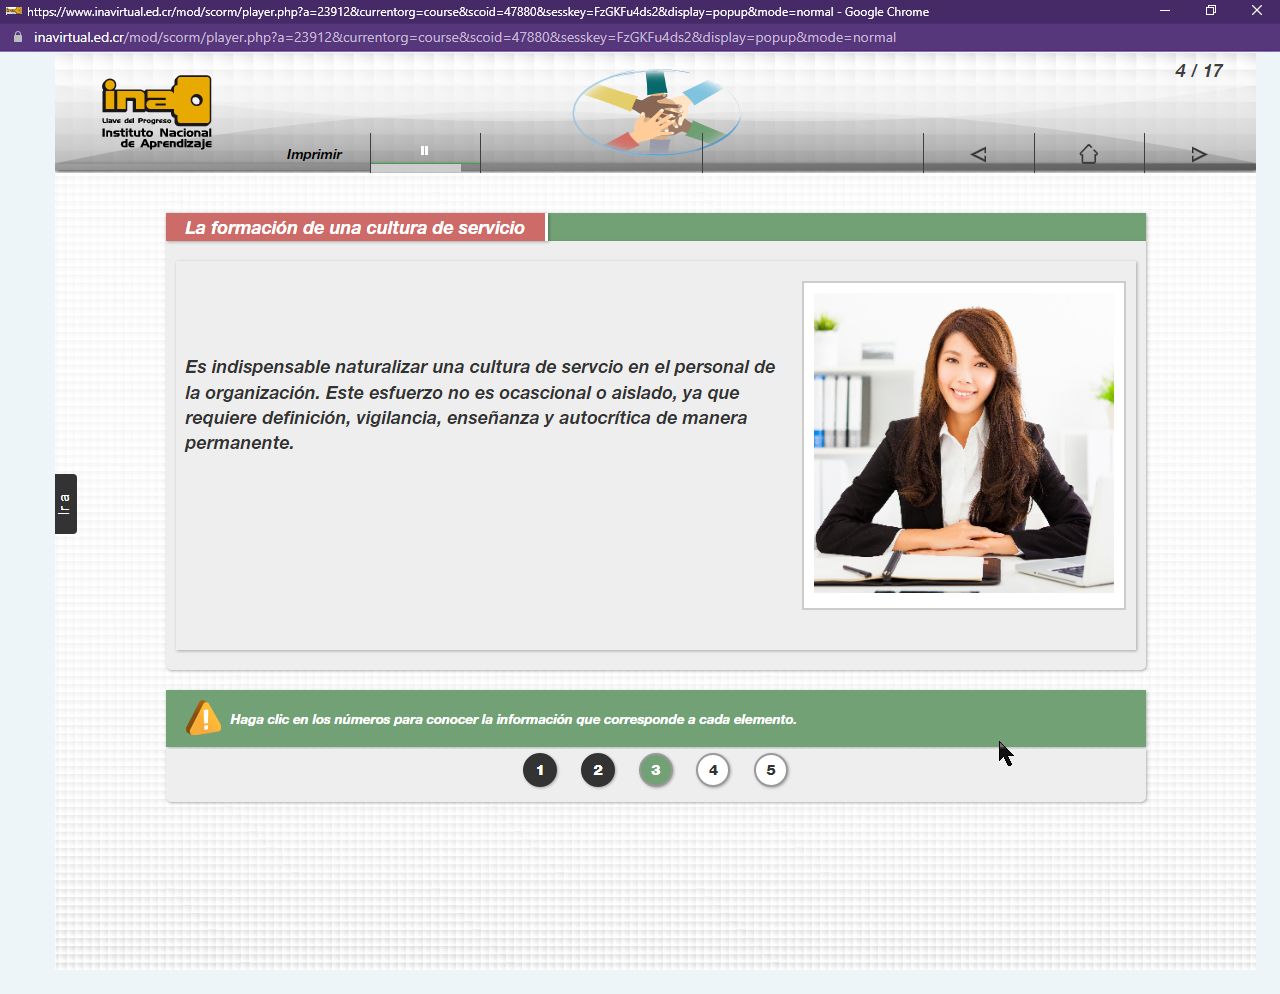 https://www.inavirtual.ed.cr/mod/scorm/player.php?a=23912&currentorg=course&scoid=47880&sesskey=FzGKFu4ds2&display=popup&mode=normal - Google Chrome
inavirtual.ed.cr/mod/scorm/player.php?a=23912&currentorg=course&scoid=47880&sesskey=FzGKFu4ds2&display=popup&mode=normal
4 / 17
ina
Llave del Progreso
Instituto Nacional
de Aprendizaje
Imprimir
La formación de una cultura de servicio
Es indispensable naturalizar una cultura de servcio en el personal de
la organización. Este esfuerzo no es ocascional o aislado, ya que
requiere definición, vigilancia, enseñanza y autocrítica de manera
permanente.
Ir a
Haga clic en los números para conocer la información que corresponde a cada elemento.
1 2 3 4 5